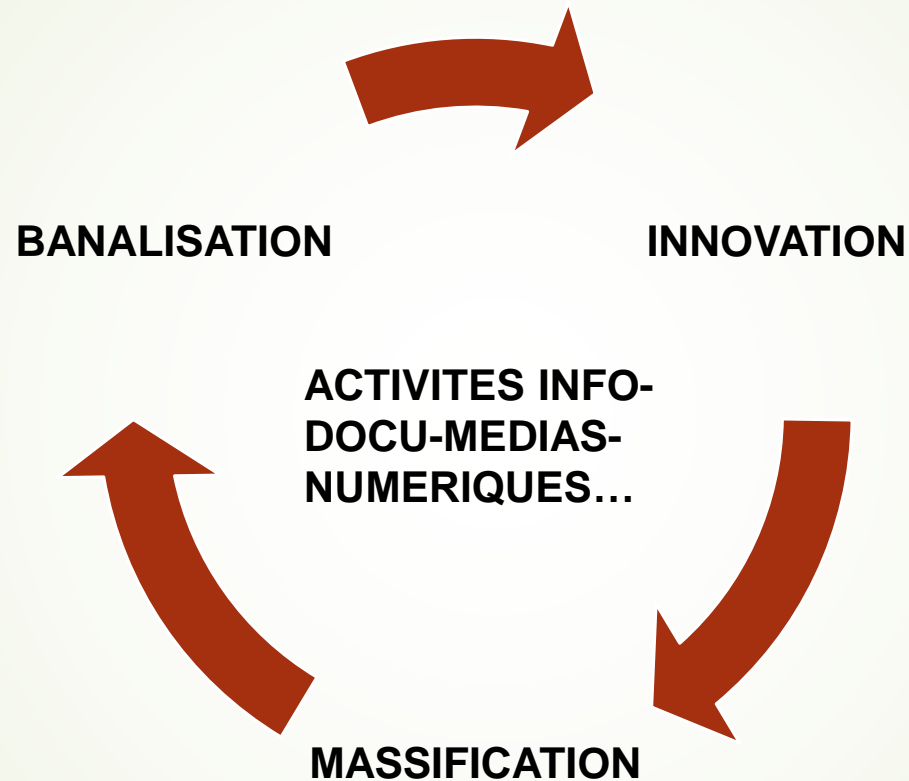 BANALISATION
INNOVATION
ACTIVITES INFO-
DOCU-MEDIAS-
NUMERIQUES…
MASSIFICATION